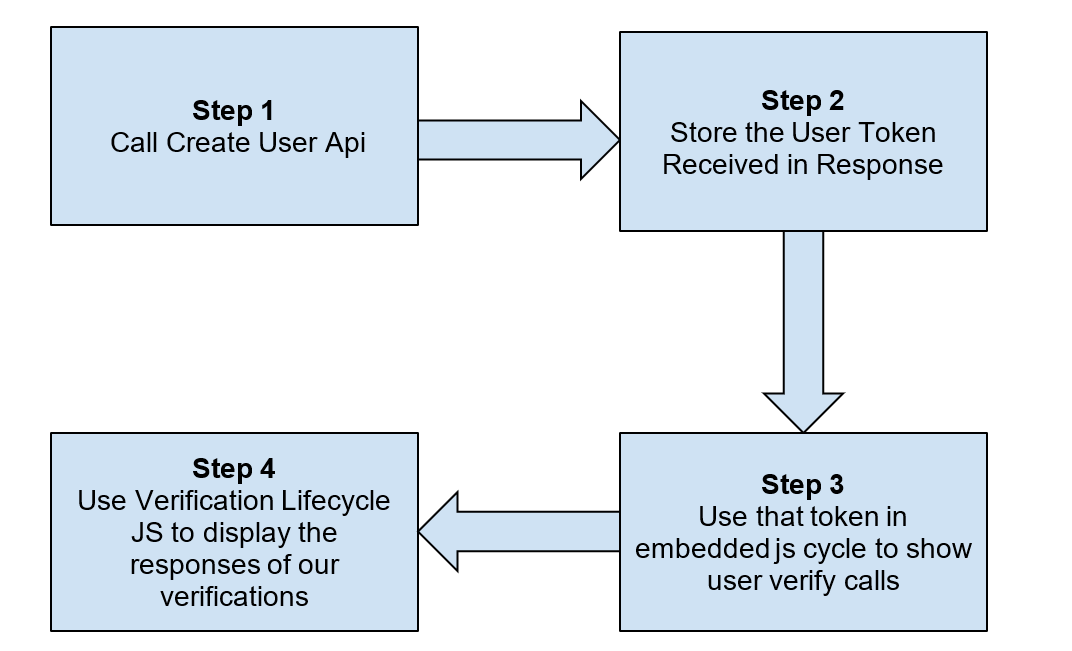 Step 1
Call Create User Api
Step 2
Store the User Token
Received in Response
Step 3
Use that token in
embedded js cycle to show
user verify calls
Step 4
Use Verification Lifecycle
JS to display the
responses of our
verifications